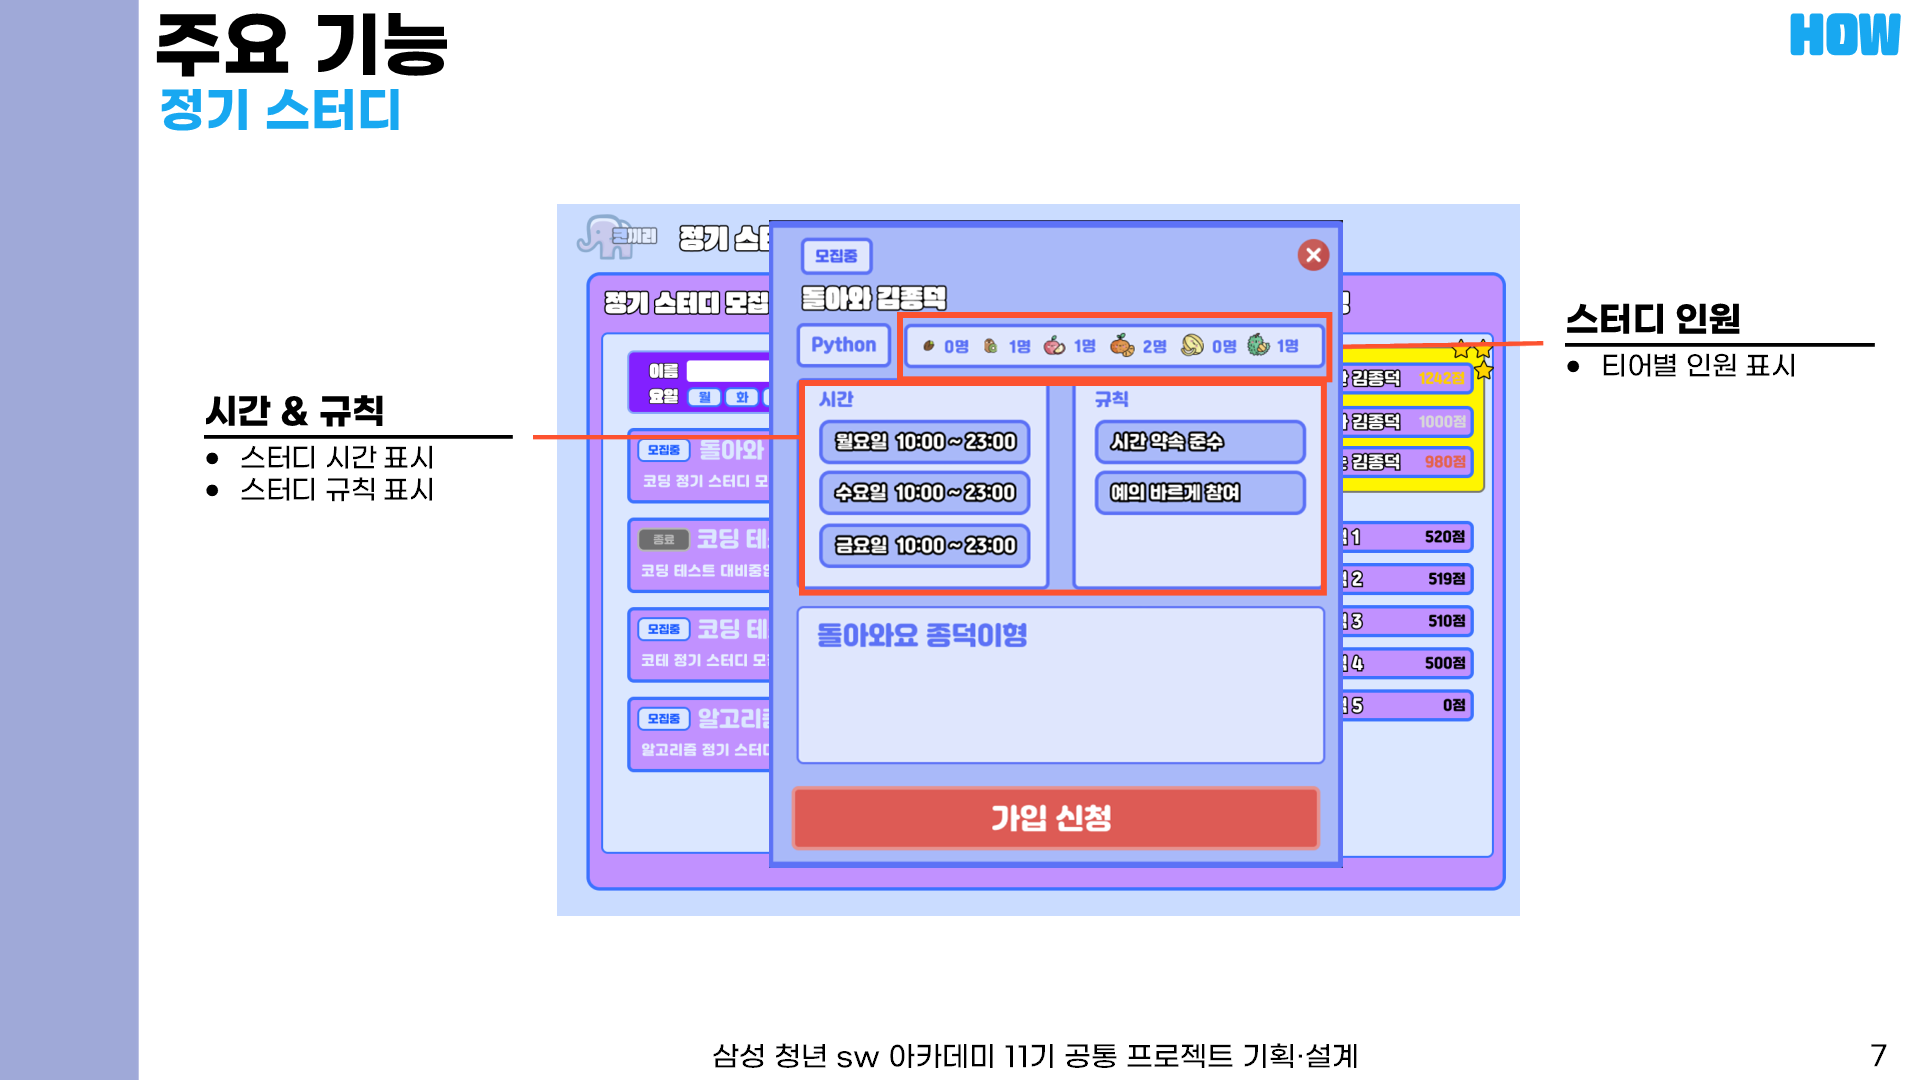 주요 기능
HOW
정기 스터디
코끼리
정기 스터
정기 스터디 모집
이름
요일 월 화
모집중 돌아와
코딩 정기 스터디 모
종료 코딩 테
코딩 테스트 대비중입
모집중 코딩 테
코테 정기 스터디 모
모집중 알고리즘
알고리즘 정기 스터디
모집중
돌아와 김종덕
Python
0명 1명 1명 2명 0명 1명
시간
월요일 10:00 ~ 23:00
수요일 10:00 ~ 23:00
금요일 10:00 ~ 23:00
규칙
시간 약속 준수
예의 바르게 참여
돌아와요 종덕이형
가입 신청
김종덕 1242점
김종덕 1000점
김종덕 980점
1 520점
2 519점
3 510점
4 500점
5 0점
시간 & 규칙
● 스터디 시간 표시
● 스터디 규칙 표시
스터디 인원
● 티어별 인원 표시
삼성 청년 sw 아카데미 11기 공통 프로젝트 기획·설계
7